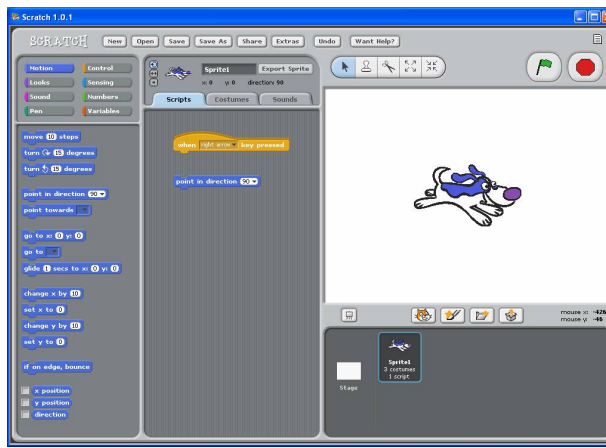 Scratch 1.0.1
SCRATCH New Open Save Save As Share Extras Undo Want Help?
Motion Control
Looks Sensing
Sound Numbers
Pen Variables
Sprite1 Export Sprite
x: 0 y: 0 direction: 90
Scripts Costumes Sounds
move 10 steps
turn 15 degrees
turn 15 degrees
point in direction 90
point towards
go to x: 0 y: 0
go to
glide 1 secs to x: 0 y: 0
change x by 10
set x to 0
change y by 10
set y to 0
if on edge, bounce
x position
y position
direction
when right arrow key pressed
point in direction 90
mouse x: -426
mouse y: -46
Stage
Sprite1
3 costumes
1 script